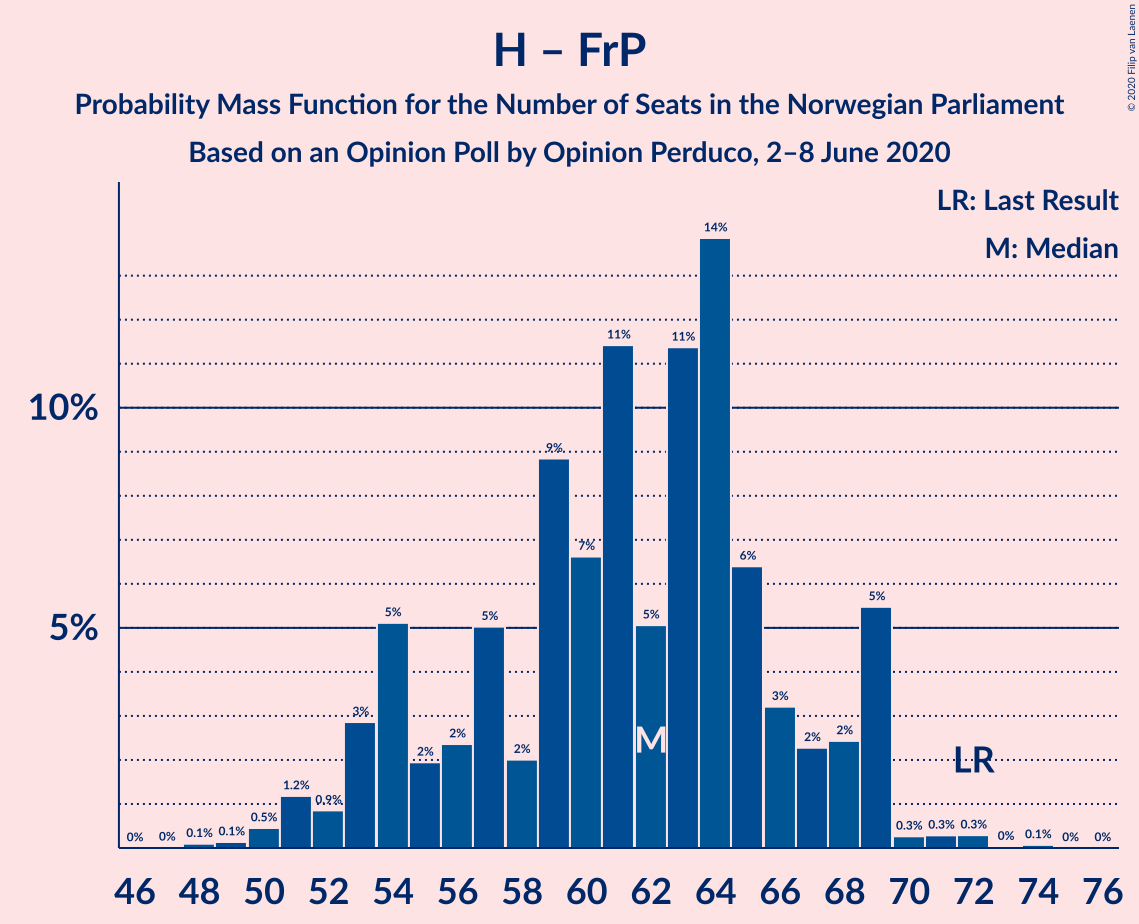 © 2020 Filip van Laenen
H – FrP
Probability Mass Function for the Number of Seats in the Norwegian Parliament
Based on an Opinion Poll by Opinion Perduco, 2–8 June 2020
LR: Last Result
M: Median
10%
5%
0% 0% 0.1% 0.1% 0.5% 1.2% 0.9% 3% 5% 2% 2% 5% 2% 9% 7% 11% 5% 11% 14% 6% 3% 2% 2% 5% 0.3% 0.3% 0.3% 0% 0.1% 0% 0%
M
LR
46 48 50 52 54 56 58 60 62 64 66 68 70 72 74 76